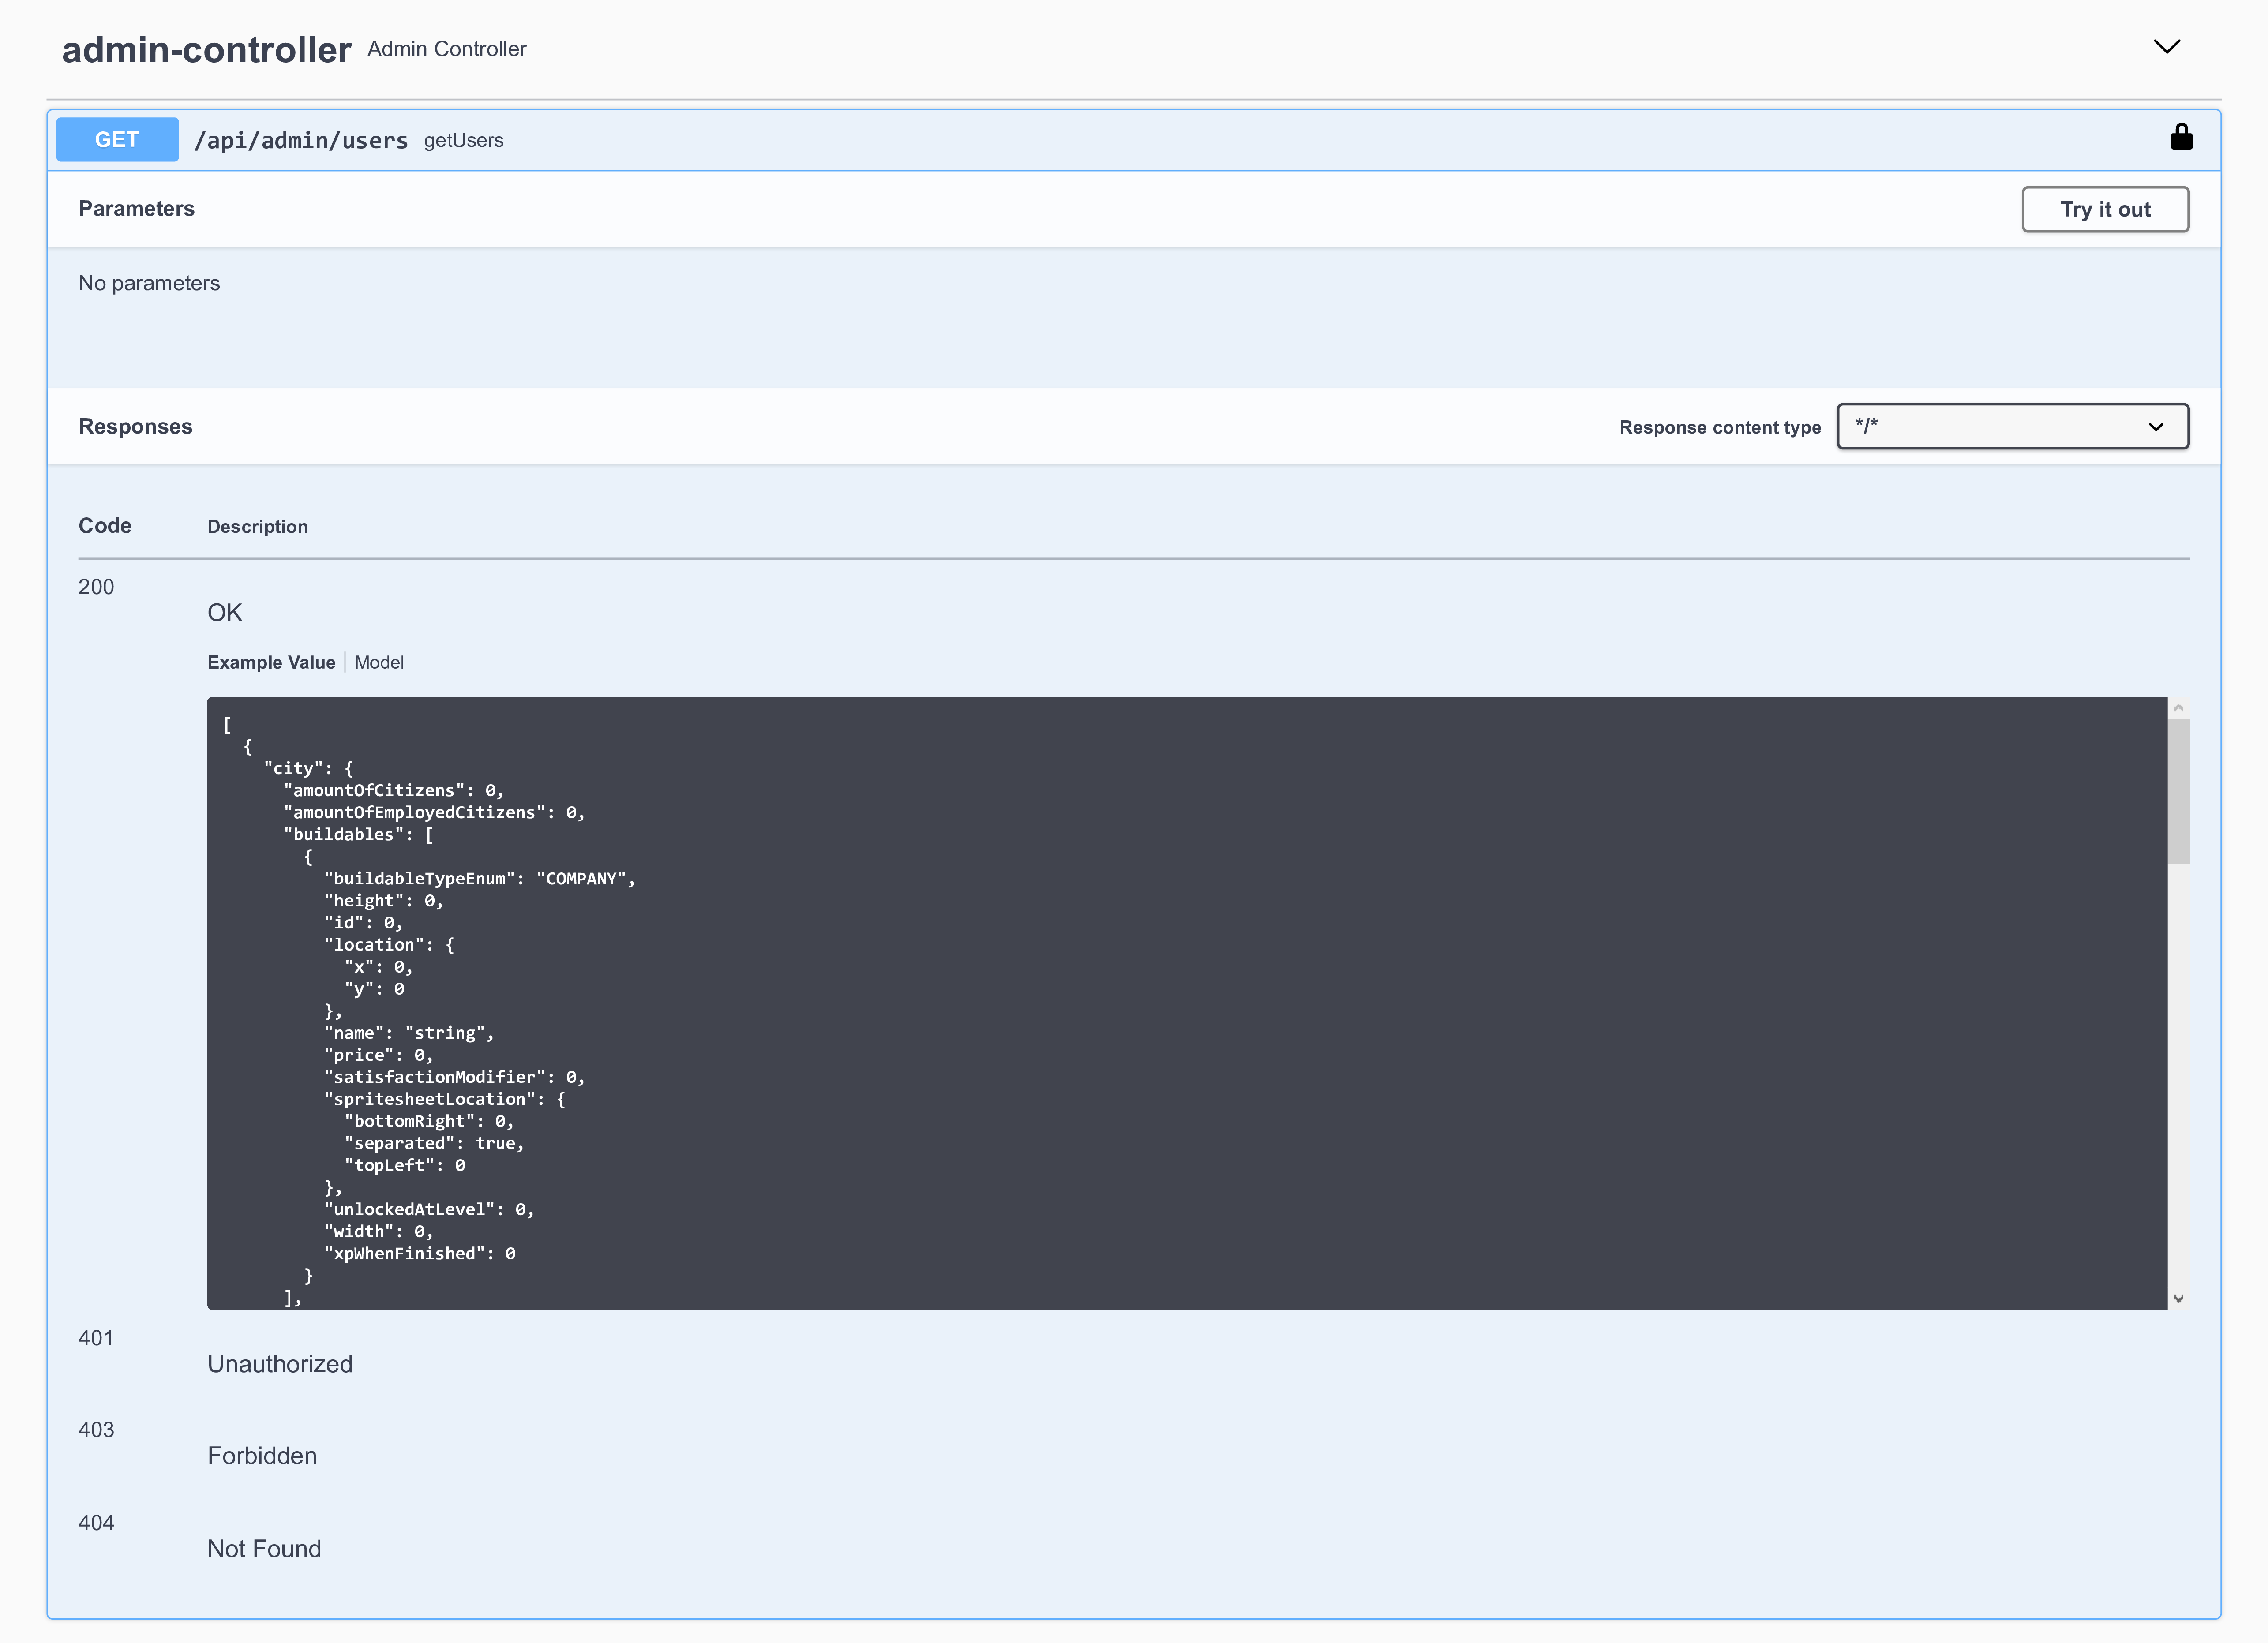 admin-controller Admin Controller
GET /api/admin/users getUsers
Parameters Try it out
No parameters
Responses Response content type */*
Code Description
200
OK
Example Value Model
[
  {
    "city": {
      "amountOfCitizens": 0,
      "amountOfEmployedCitizens": 0,
      "buildables": [
        {
          "buildableTypeEnum": "COMPANY",
          "height": 0,
          "id": 0,
          "location": {
            "x": 0,
            "y": 0
          },
          "name": "string",
          "price": 0,
          "satisfactionModifier": 0,
          "spritesheetLocation": {
            "bottomRight": 0,
            "separated": true,
            "topLeft": 0
          },
          "unlockedAtLevel": 0,
          "width": 0,
          "xpWhenFinished": 0
        }
      ],
401
Unauthorized
403
Forbidden
404
Not Found